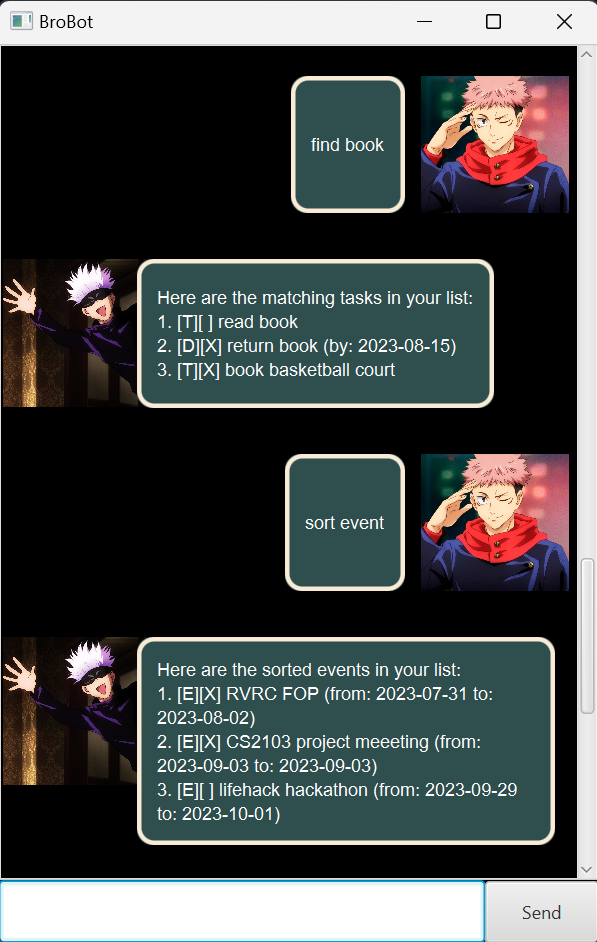 BroBot
find book
Here are the matching tasks in your list:
1. [T][ ] read book
2. [D][X] return book (by: 2023-08-15)
3. [T][X] book basketball court
sort event
Here are the sorted events in your list:
1. [E][X] RVRC FOP (from: 2023-07-31 to:
2023-08-02)
2. [E][X] CS2103 project meeeting (from:
2023-09-03 to: 2023-09-03)
3. [E][ ] lifehack hackathon (from: 2023-09-29
to: 2023-10-01)
Send